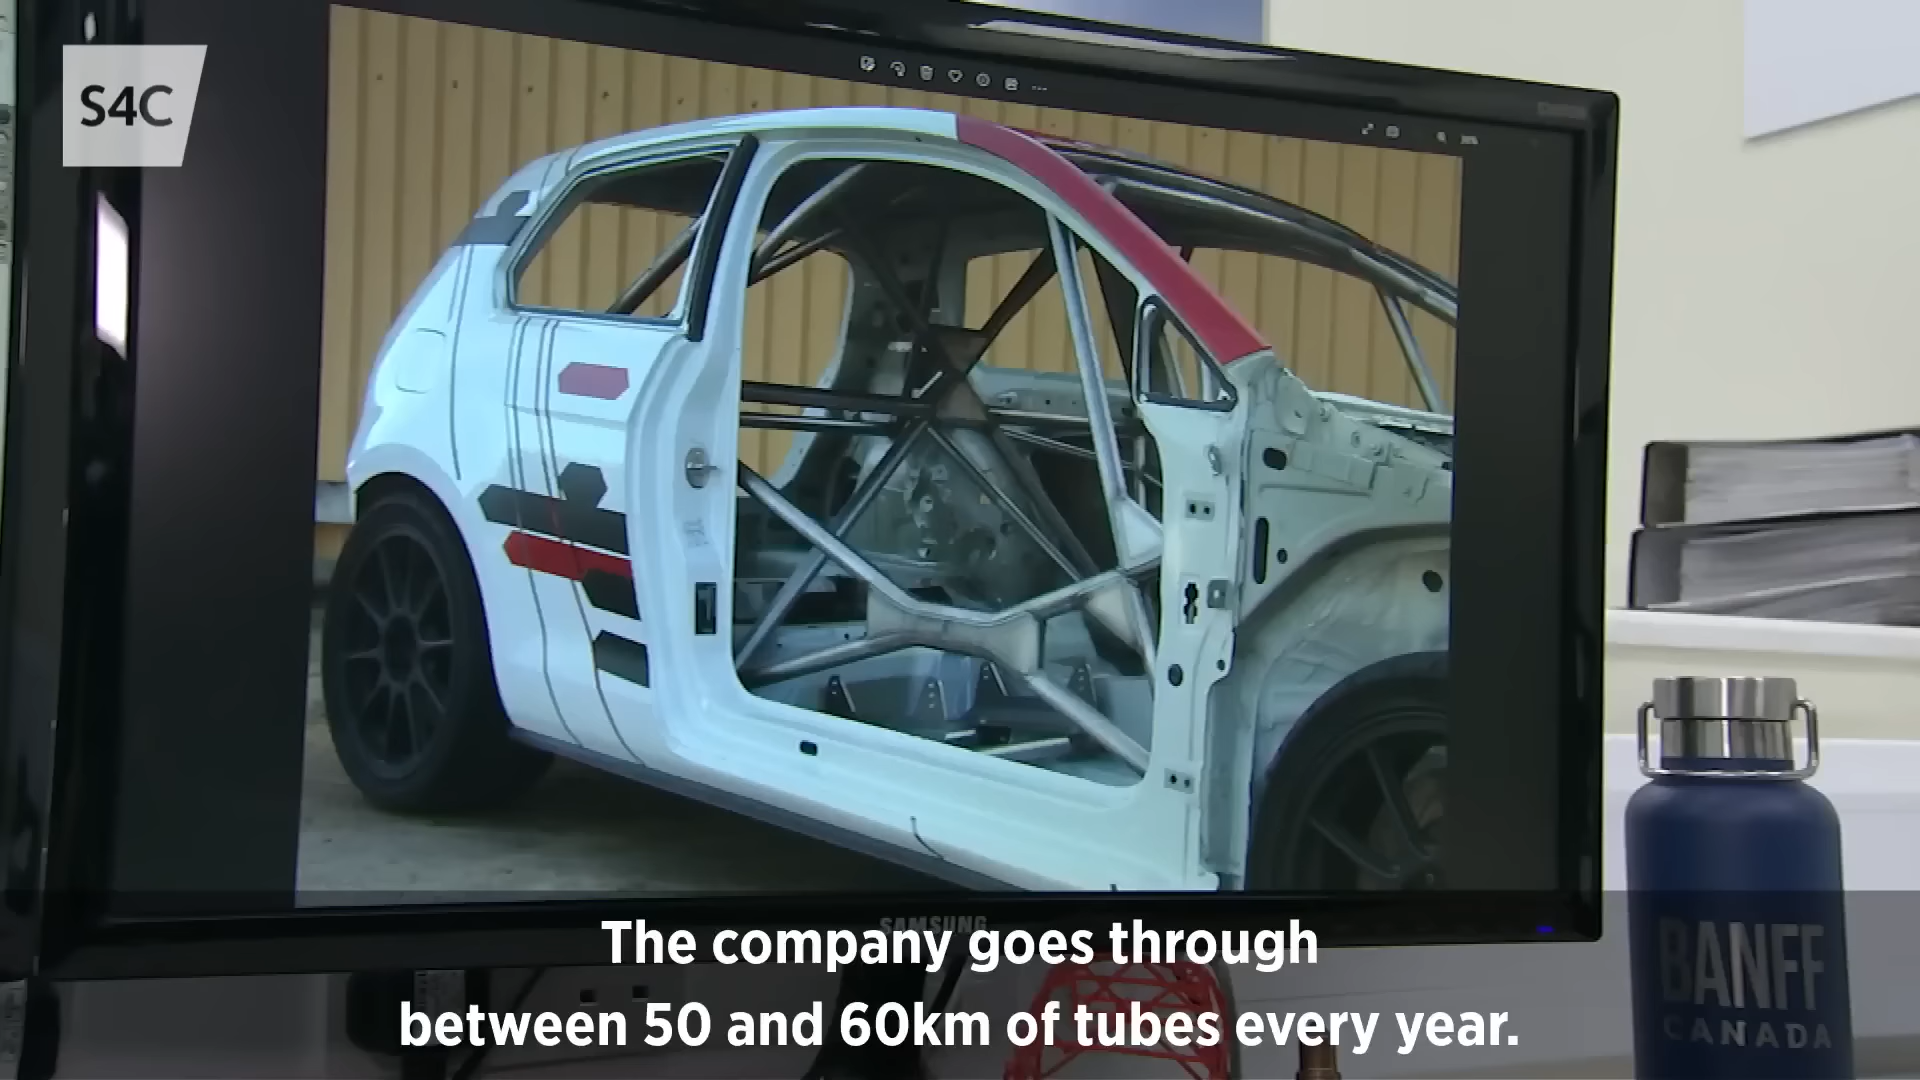 S4C
SAMSUNG
The company goes through
between 50 and 60km of tubes every year.
BANFF
CANADA